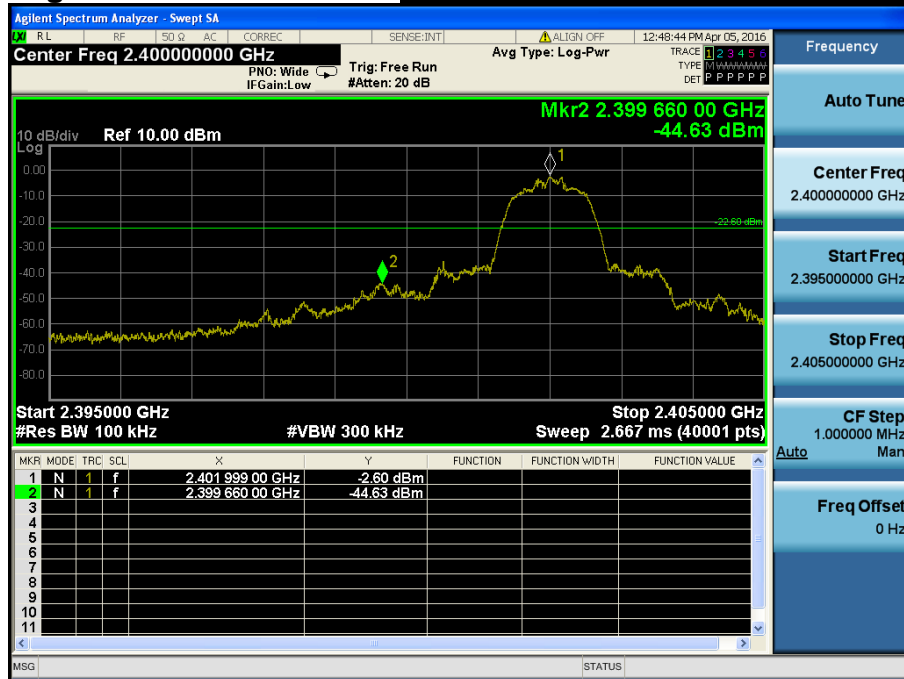 Agilent Spectrum Analyzer - Swept SA
LXI RL RF 50 Ω AC CORREC SENSE:INT ALIGN OFF 12:48:44 PM Apr 05, 2016
Center Freq 2.400000000 GHz
PNO: Wide
IFGain:Low
Trig: Free Run
#Atten: 20 dB
Avg Type: Log-Pwr
TRACE 1 2 3 4 5 6
TYPE M WWWWW
DET P P P P P P
Mkr2 2.399 660 00 GHz
-44.63 dBm
10 dB/div Ref 10.00 dBm
Log
1
0.00
-10.0
-20.0
-22.60 dBm
-30.0
2
-40.0
-50.0
-60.0
-70.0
-80.0
Start 2.395000 GHz Stop 2.405000 GHz
#Res BW 100 kHz #VBW 300 kHz Sweep 2.667 ms (40001 pts)
MKR MODE TRC SCL X Y FUNCTION FUNCTION WIDTH FUNCTION VALUE
1 N 1 f 2.401 999 00 GHz -2.60 dBm
2 N 1 f 2.399 660 00 GHz -44.63 dBm
3
4
5
6
7
8
9
10
11
MSG STATUS
Frequency
Auto Tune
Center Freq
2.400000000 GHz
Start Freq
2.395000000 GHz
Stop Freq
2.405000000 GHz
CF Step
1.000000 MHz
Auto Man
Freq Offset
0 Hz